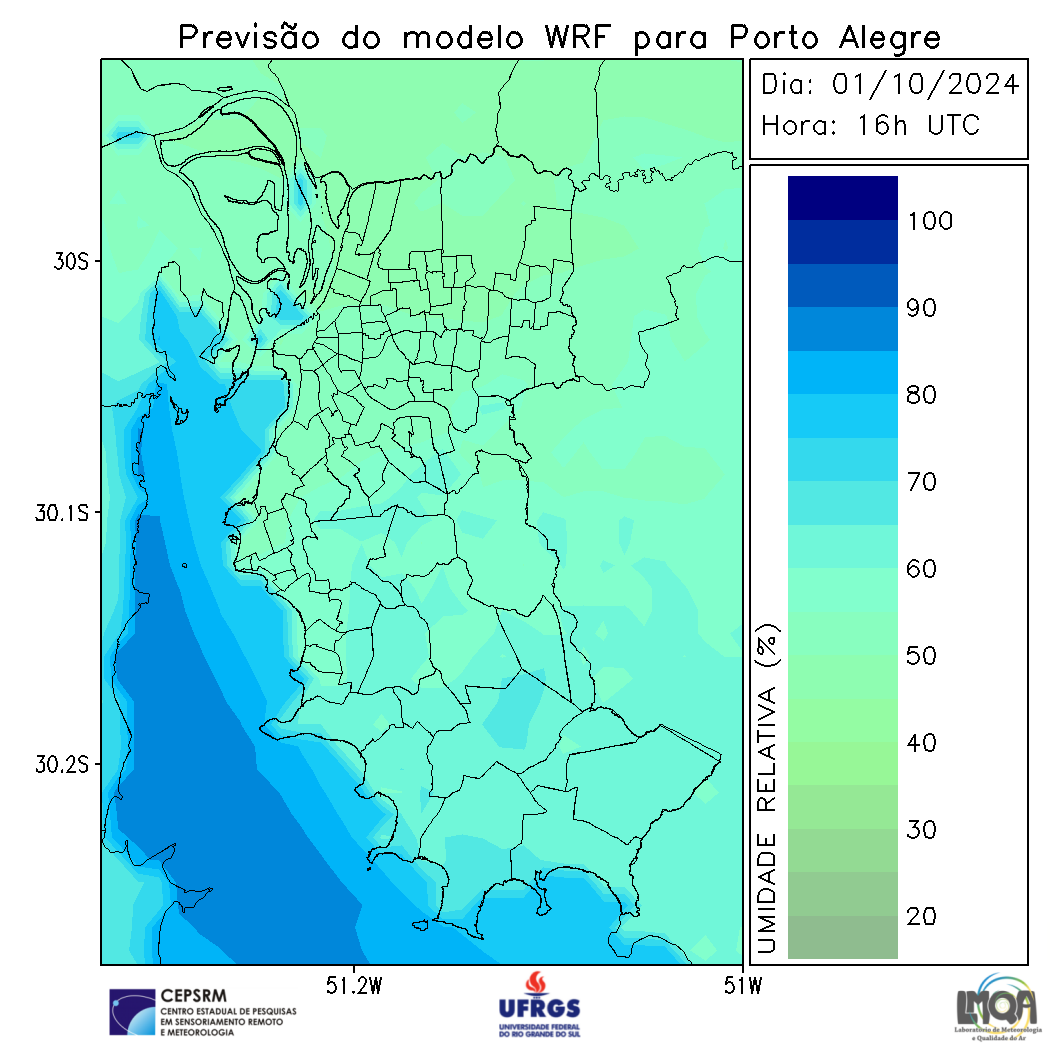 Previsão do modelo WRF para Porto Alegre
Dia: 01/10/2024
Hora: 16h UTC
100
90
80
70
60
50
40
30
20
UMIDADE RELATIVA (%)
30S
30.1S
30.2S
51.2W
51W
CEPSRM
CENTRO ESTADUAL DE PESQUISAS
EM SENSORIAMENTO REMOTO
E METEOROLOGIA
UFRGS
UNIVERSIDADE FEDERAL
DO RIO GRANDE DO SUL
LMQA
Laboratório de Meteorologia
e Qualidade do Ar